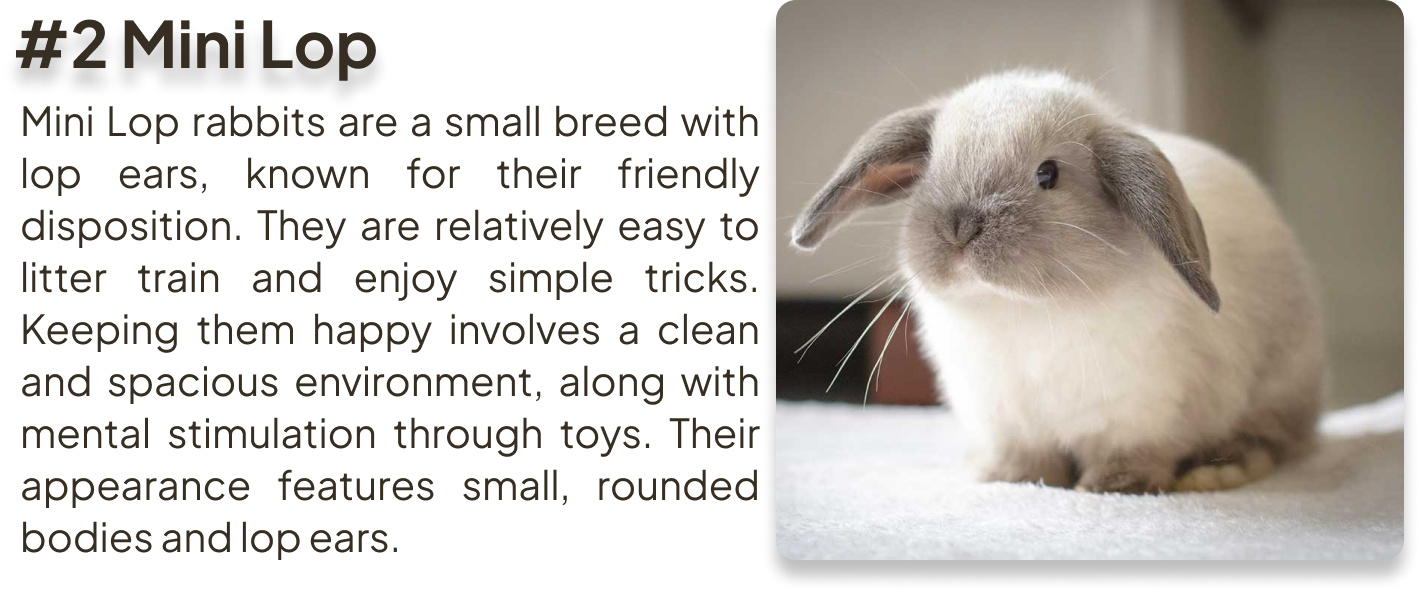 #2 Mini Lop
Mini Lop rabbits are a small breed with
lop ears, known for their friendly
disposition. They are relatively easy to
litter train and enjoy simple tricks.
Keeping them happy involves a clean
and spacious environment, along with
mental stimulation through toys. Their
appearance features small, rounded
bodies and lop ears.